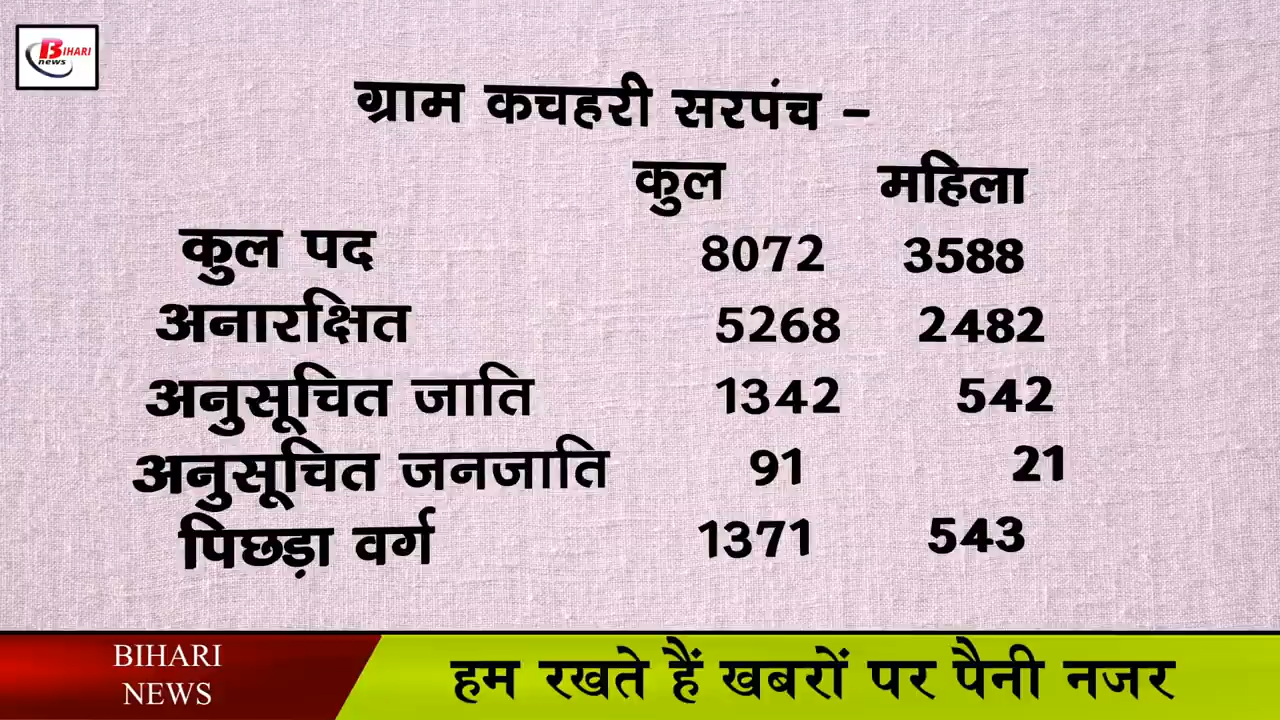 BIHARI
news
ग्राम कचहरी सरपंच –
कुल महिला
कुल पद 8072 3588
अनारक्षित 5268 2482
अनुसूचित जाति 1342 542
अनुसूचित जनजाति 91 21
पिछड़ा वर्ग 1371 543
BIHARI
NEWS
हम रखते हैं खबरों पर पैनी नजर